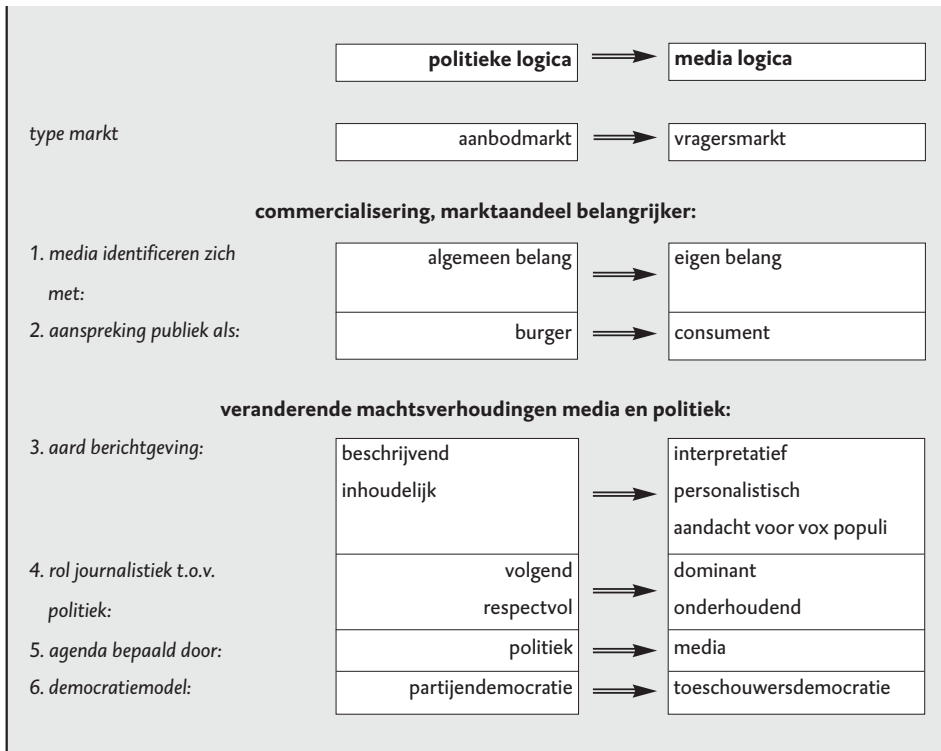 politieke logica media logica
type markt aanbodmarkt vragersmarkt
commercialisering, marktaandeel belangrijker:
1. media identificeren zich algemeen belang eigen belang
met:
2. aanspreking publiek als: burger consument
veranderende machtsverhoudingen media en politiek:
3. aard berichtgeving: beschrijvend interpretatief
inhoudelijk personalistisch
aandacht voor vox populi
4. rol journalistiek t.o.v. volgend dominant
politiek: respectvol onderhoudend
5. agenda bepaald door: politiek media
6. democratiemodel: partijendemocratie toeschouwersdemocratie